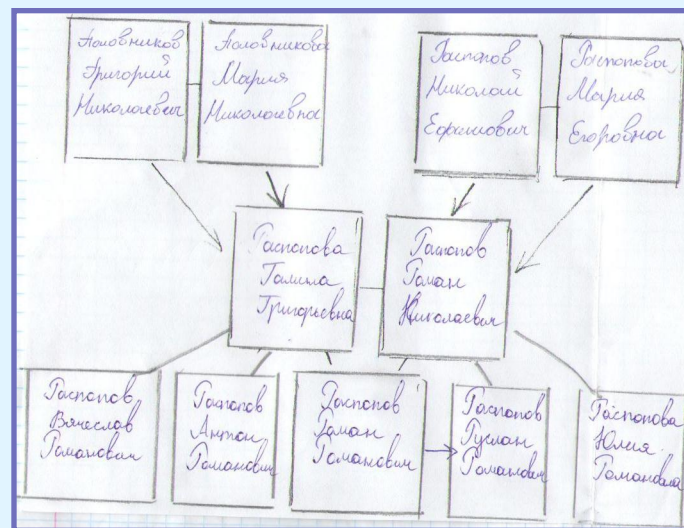 Половников
Григорий
Николаевич
Половникова
Мария
Николаевна
Распопов
Николай
Ефимович
Распопова
Мария
Егоровна
Распопова
Галина
Григорьевна
Распопов
Роман
Николаевич
Распопов
Вячеслав
Романович
Распопов
Антон
Романович
Распопов
Роман
Романович
Распопов
Руслан
Романович
Распопова
Юлия
Романовна